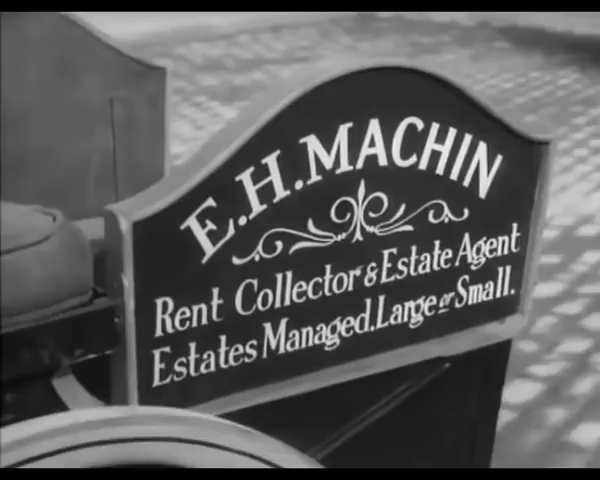 E.H.MACHIN
Rent Collector & Estate Agent
Estates Managed. Large or Small.